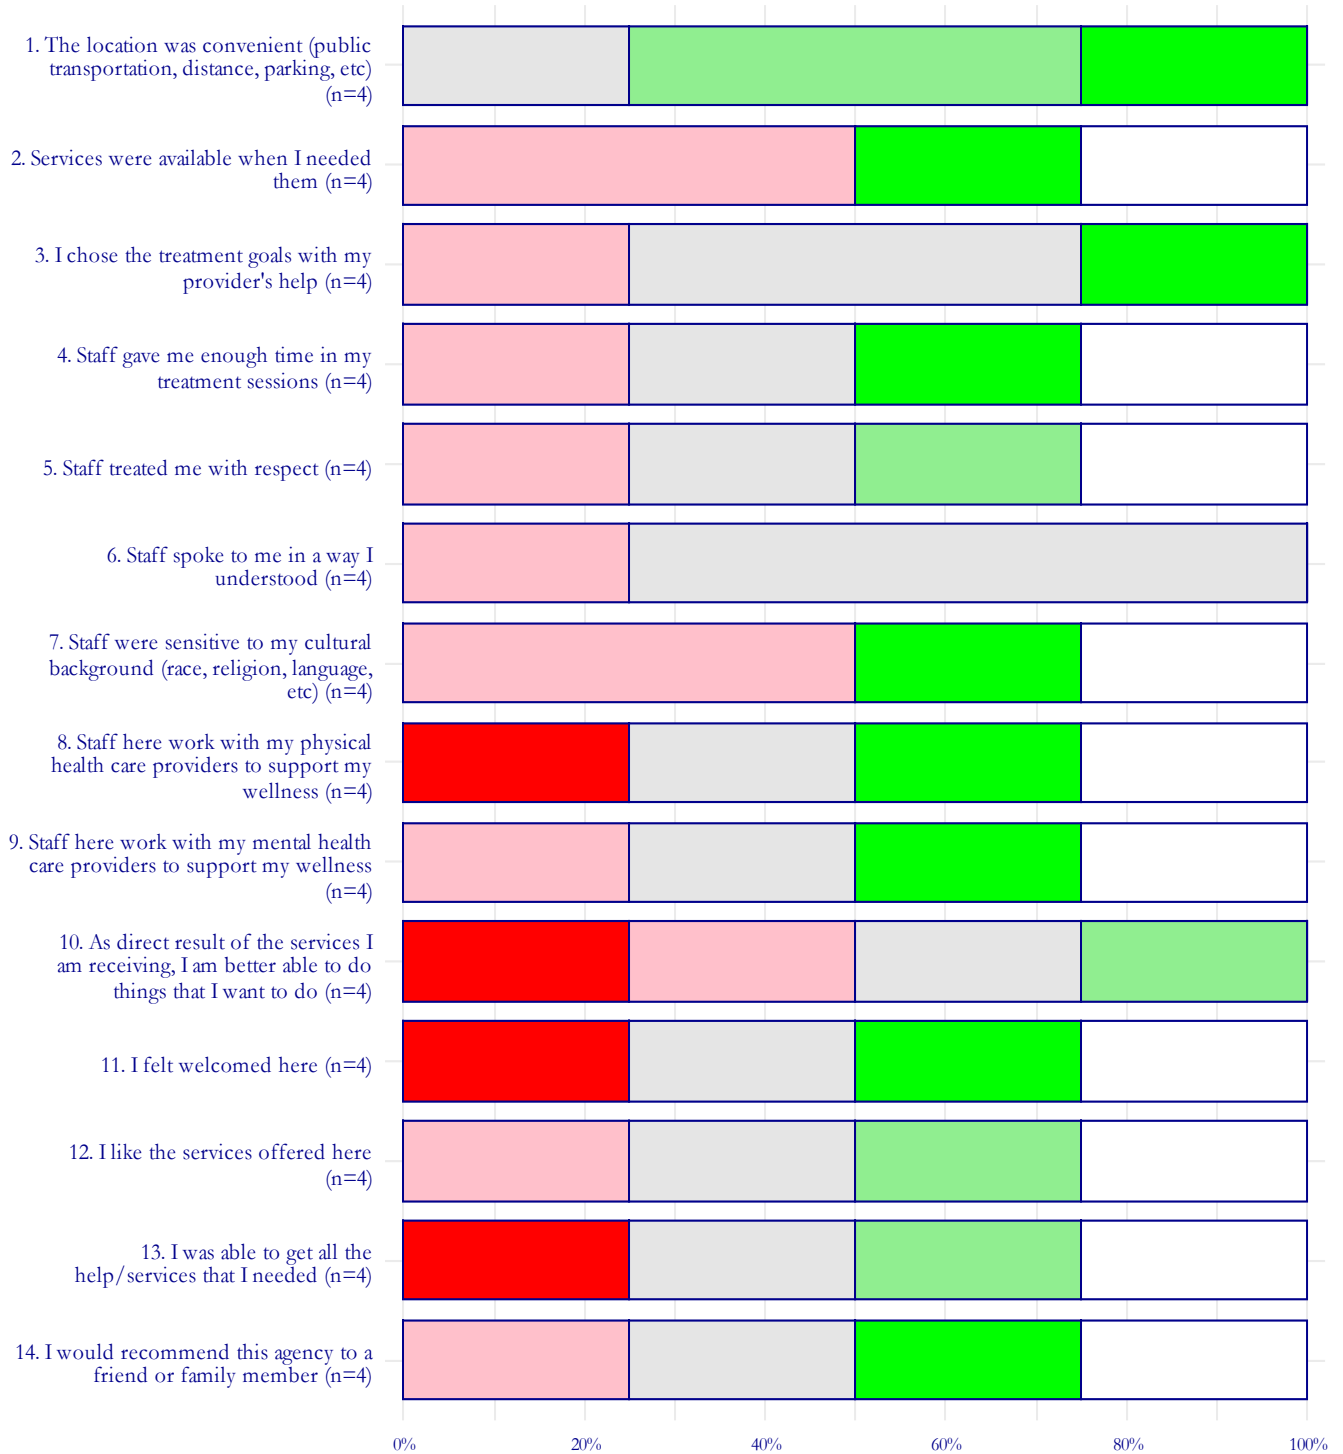 1. The location was convenient (public
transportation, distance, parking, etc)
(n=4)
2. Services were available when I needed
them (n=4)
3. I chose the treatment goals with my
provider's help (n=4)
4. Staff gave me enough time in my
treatment sessions (n=4)
5. Staff treated me with respect (n=4)
6. Staff spoke to me in a way I
understood (n=4)
7. Staff were sensitive to my cultural
background (race, religion, language,
etc) (n=4)
8. Staff here work with my physical
health care providers to support my
wellness (n=4)
9. Staff here work with my mental health
care providers to support my wellness
(n=4)
10. As direct result of the services I
am receiving, I am better able to do
things that I want to do (n=4)
11. I felt welcomed here (n=4)
12. I like the services offered here
(n=4)
13. I was able to get all the
help/services that I needed (n=4)
14. I would recommend this agency to a
friend or family member (n=4)
0% 20% 40% 60% 80% 100%